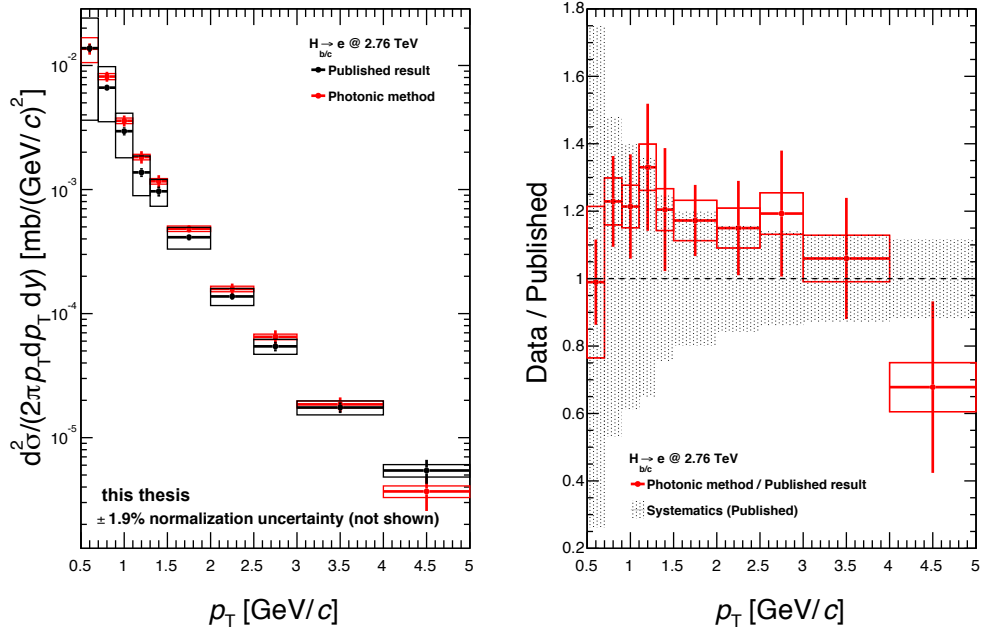 d²σ/(2πp_T dp_T dy) [mb/(GeV/c)²]
10⁻²
10⁻³
10⁻⁴
10⁻⁵
H → e @ 2.76 TeV
b/c
Published result
Photonic method
this thesis
± 1.9% normalization uncertainty (not shown)
0.5 1 1.5 2 2.5 3 3.5 4 4.5 5
p_T [GeV/c]
Data / Published
1.8
1.6
1.4
1.2
1
0.8
0.6
0.4
0.2
H → e @ 2.76 TeV
b/c
Photonic method / Published result
Systematics (Published)
0.5 1 1.5 2 2.5 3 3.5 4 4.5 5
p_T [GeV/c]